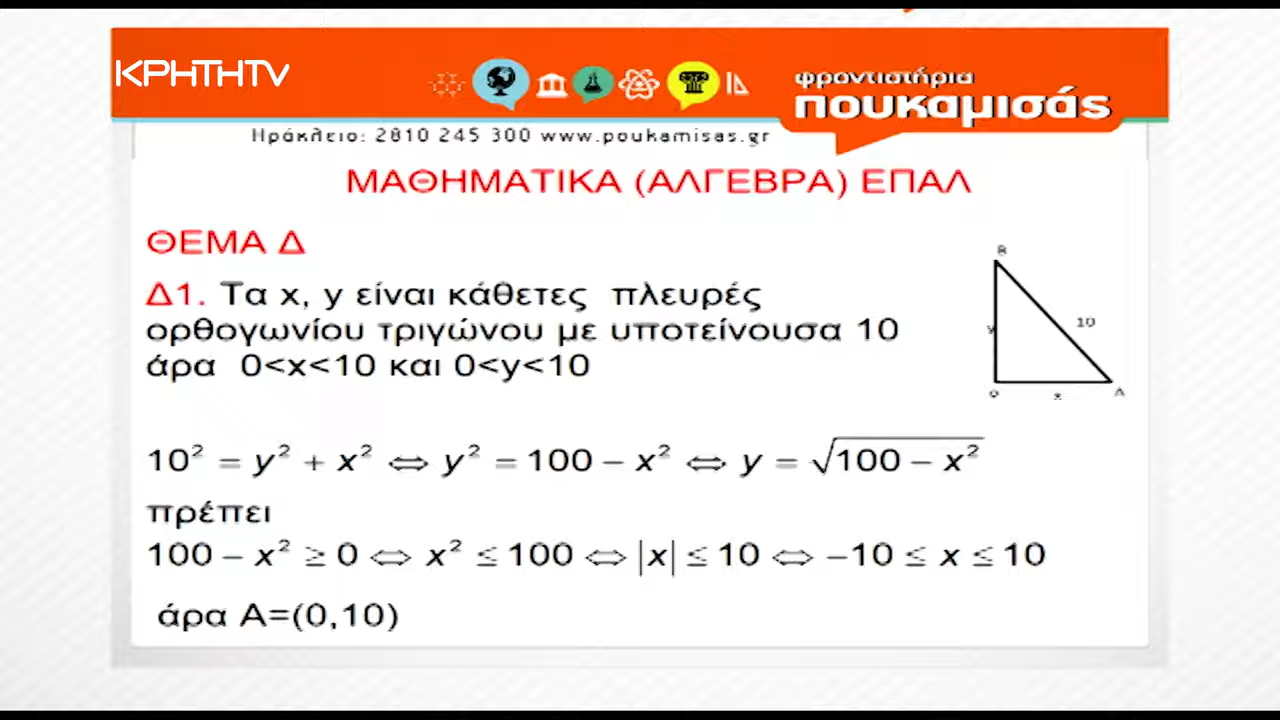 ΚΡΗΤΗTV
φροντιστήρια
πουκαμισάς
Ηράκλειο: 2810 245 300 www.poukamisas.gr
ΜΑΘΗΜΑΤΙΚΑ (ΑΛΓΕΒΡΑ) ΕΠΑΛ
ΘΕΜΑ Δ
Δ1. Τα x, y είναι κάθετες πλευρές
ορθογωνίου τριγώνου με υποτείνουσα 10
άρα 0<x<10 και 0<y<10
B
y
10
O
x
A
10² = y² + x² ⇔ y² = 100 − x² ⇔ y = √(100 − x²)
πρέπει
100 − x² ≥ 0 ⇔ x² ≤ 100 ⇔ |x| ≤ 10 ⇔ −10 ≤ x ≤ 10
άρα Α=(0,10)